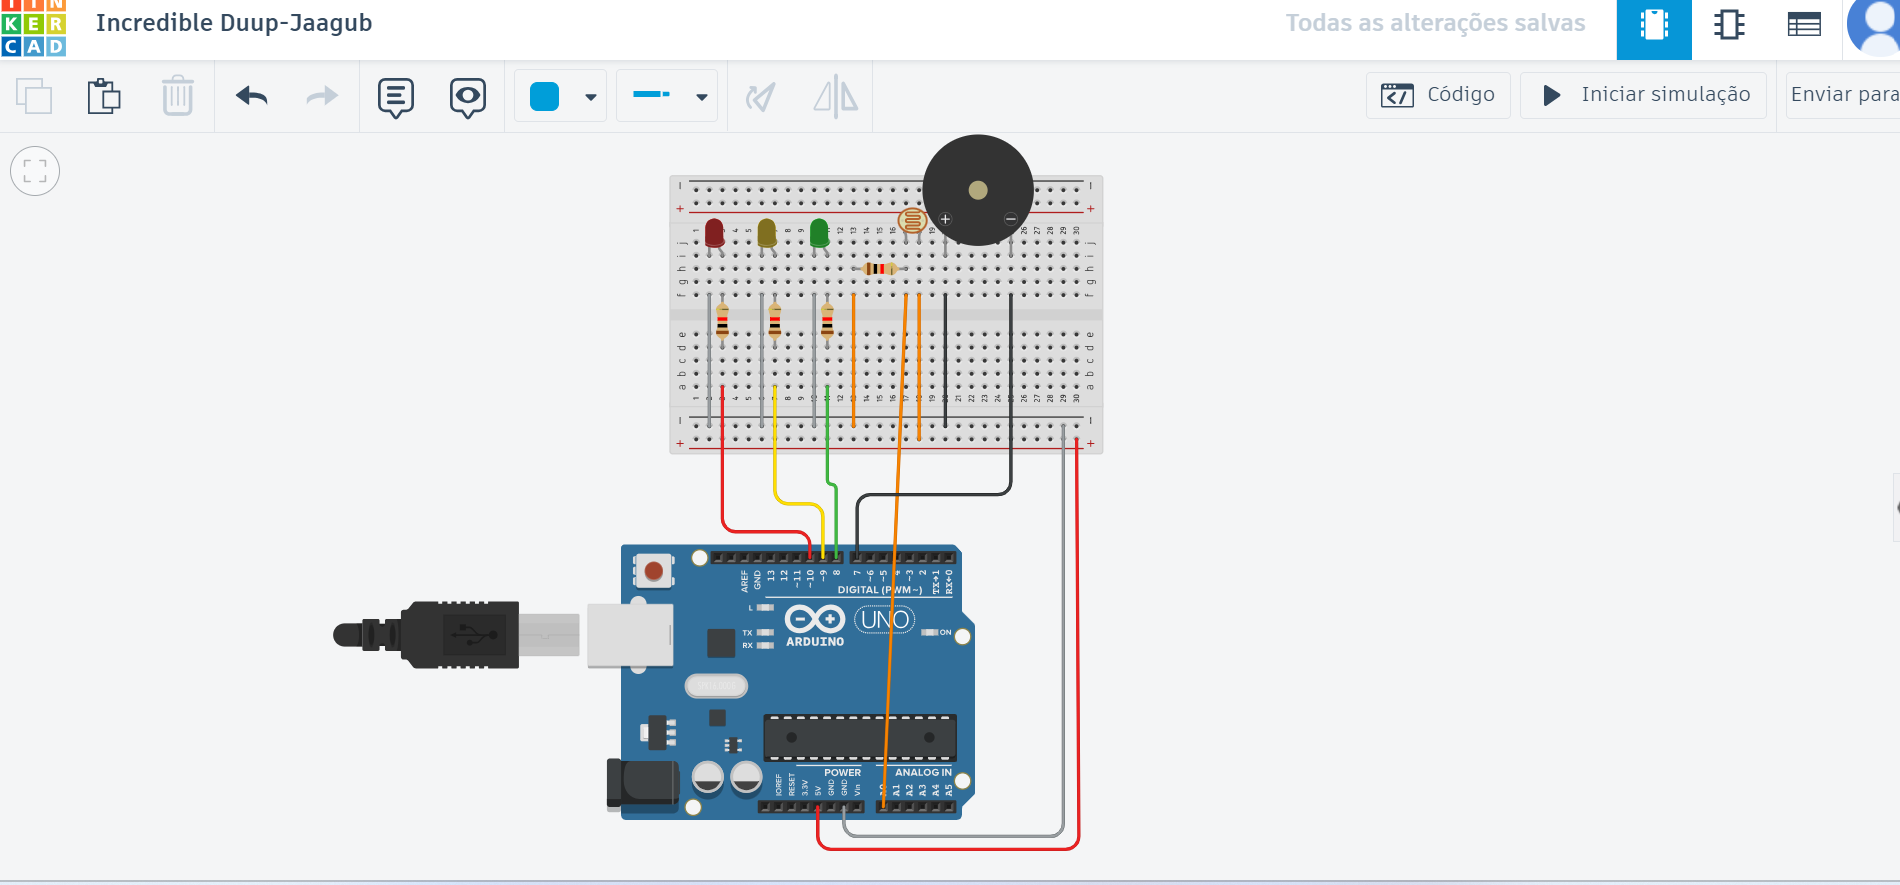 TIN
KER
CAD
Incredible Duup-Jaagub
Todas as alterações salvas
Código
Iniciar simulação
Enviar para
AREF
GND
13
12
~11
~10
~9
8
7
~6
~5
4
~3
2
TX→1
RX←0
DIGITAL (PWM~)
L
TX
RX
ARDUINO
UNO
ON
POWER
ANALOG IN
IOREF
RESET
3.3V
5V
GND
GND
Vin
A1
A2
A3
A4
A5